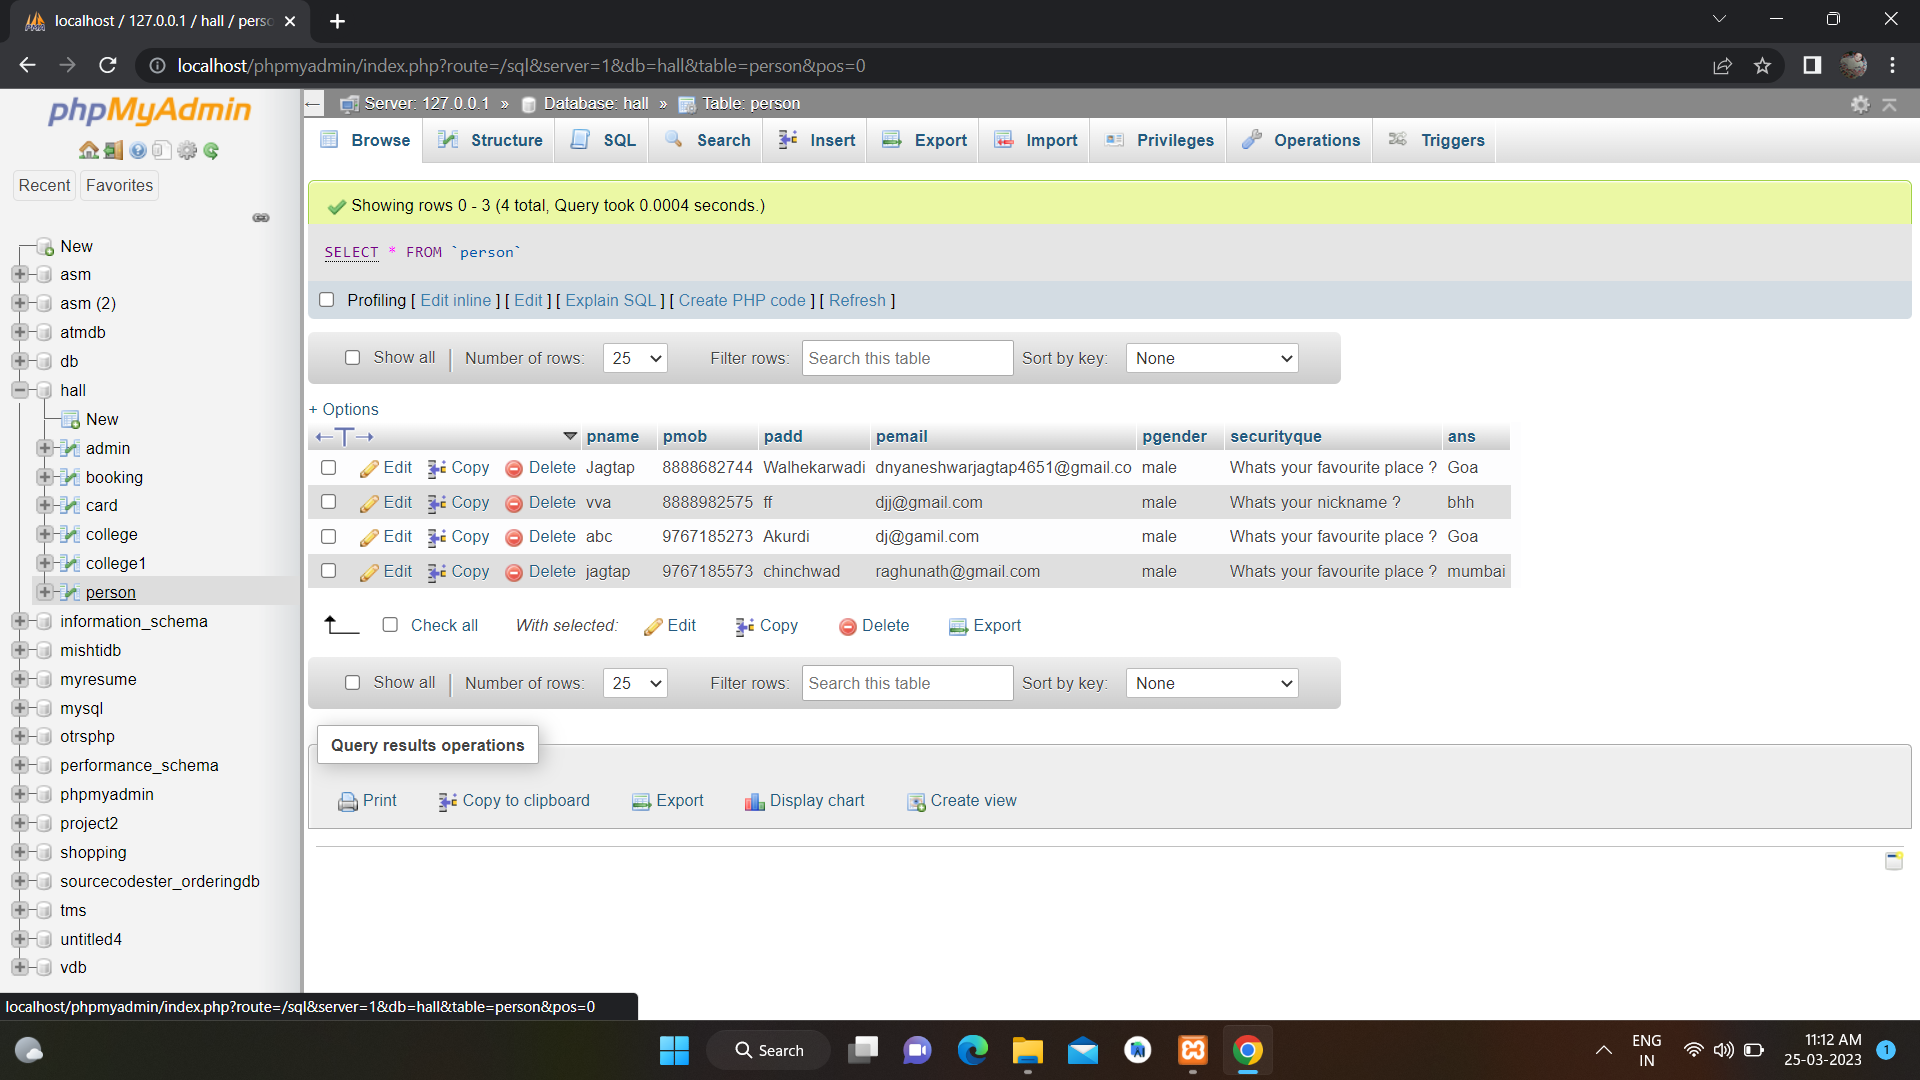 localhost / 127.0.0.1 / hall / perso
localhost/phpmyadmin/index.php?route=/sql&server=1&db=hall&table=person&pos=0
phpMyAdmin
Recent Favorites
New
asm
asm (2)
atmdb
db
hall
New
admin
booking
card
college
college1
person
information_schema
mishtidb
myresume
mysql
otrsphp
performance_schema
phpmyadmin
project2
shopping
sourcecodester_orderingdb
tms
untitled4
vdb
localhost/phpmyadmin/index.php?route=/sql&server=1&db=hall&table=person&pos=0
Server: 127.0.0.1 » Database: hall » Table: person
Browse Structure SQL Search Insert Export Import Privileges Operations Triggers
Showing rows 0 - 3 (4 total, Query took 0.0004 seconds.)
SELECT * FROM `person`
Profiling [ Edit inline ] [ Edit ] [ Explain SQL ] [ Create PHP code ] [ Refresh ]
Show all | Number of rows: 25 Filter rows: Search this table Sort by key: None
+ Options
←T→ pname pmob padd pemail pgender securityque ans
Edit Copy Delete Jagtap 8888682744 Walhekarwadi dnyaneshwarjagtap4651@gmail.co male Whats your favourite place ? Goa
Edit Copy Delete vva 8888982575 ff djj@gmail.com male Whats your nickname ? bhh
Edit Copy Delete abc 9767185273 Akurdi dj@gamil.com male Whats your favourite place ? Goa
Edit Copy Delete jagtap 9767185573 chinchwad raghunath@gmail.com male Whats your favourite place ? mumbai
Check all With selected: Edit Copy Delete Export
Show all | Number of rows: 25 Filter rows: Search this table Sort by key: None
Query results operations
Print Copy to clipboard Export Display chart Create view
Search
ENG
IN
11:12 AM
25-03-2023
1